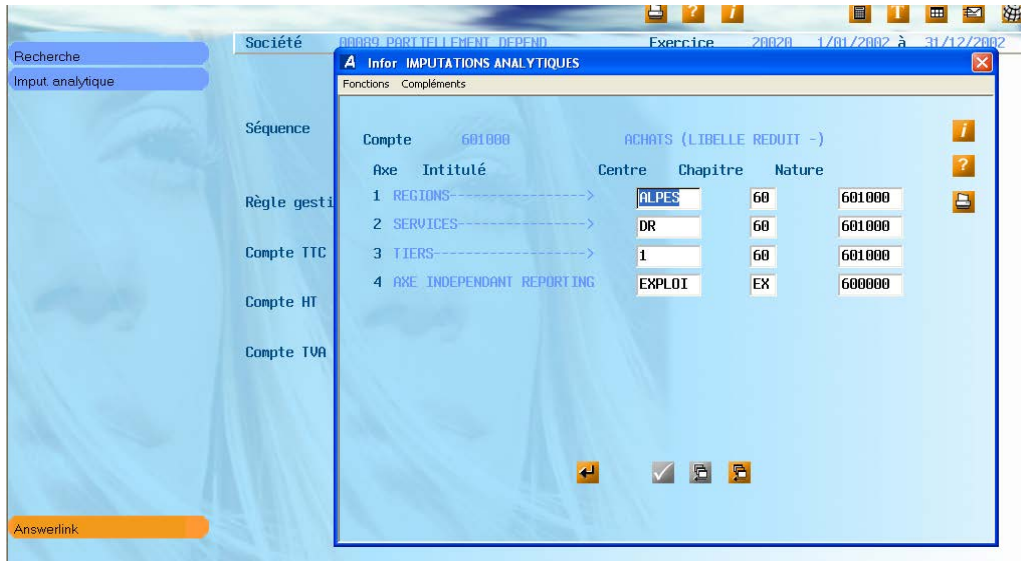 Société 00089 PARTIELLEMENT DEPEND Exercice 20020 1/01/2002 à 31/12/2002
Recherche
Imput. analytique
A Infor IMPUTATIONS ANALYTIQUES
Fonctions Compléments
Séquence
Compte 601000 ACHATS (LIBELLE REDUIT -)
Axe Intitulé Centre Chapitre Nature
1 REGIONS-----------------> ALPES 60 601000
Règle gesti
2 SERVICES----------------> DR 60 601000
Compte TTC
3 TIERS-------------------> 1 60 601000
4 AXE INDEPENDANT REPORTING EXPLOI EX 600000
Compte HT
Compte TVA
Answerlink